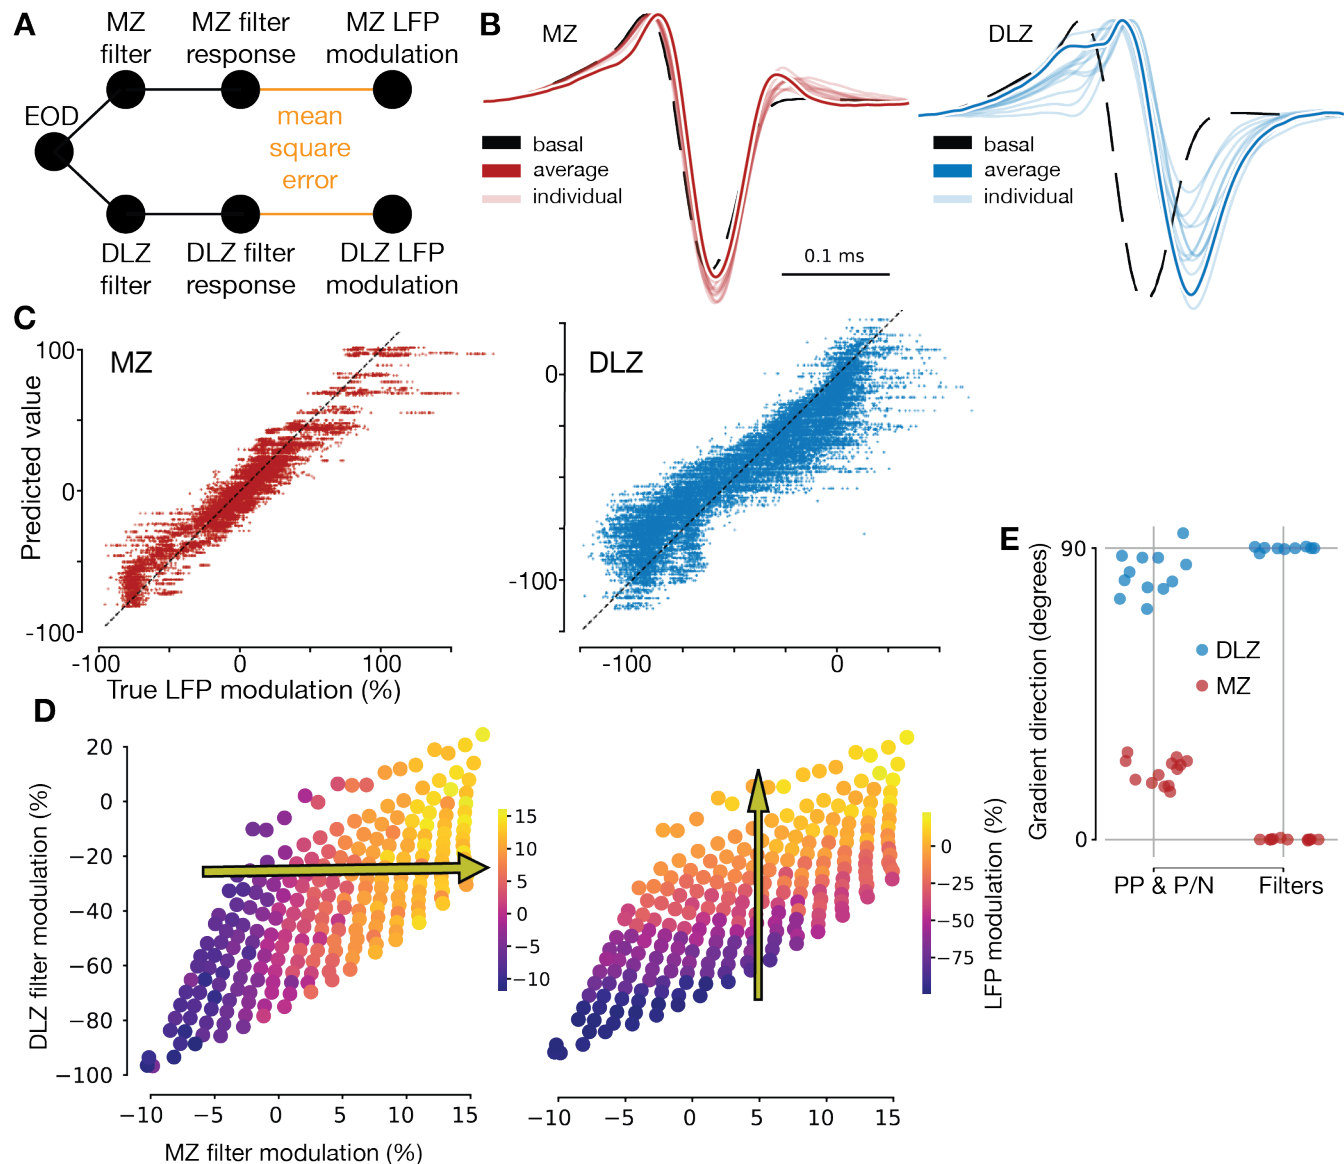 A
MZ
filter
MZ filter
response
MZ LFP
modulation
EOD
mean
square
error
DLZ
filter
DLZ filter
response
DLZ LFP
modulation
B
MZ
basal
average
individual
0.1 ms
DLZ
basal
average
individual
C
MZ
100
0
-100
Predicted value
-100
0
100
True LFP modulation (%)
DLZ
0
-100
-100
0
D
20
0
−20
−40
−60
−80
−100
DLZ filter modulation (%)
−10
−5
0
5
10
15
MZ filter modulation (%)
15
10
5
0
−5
−10
−10
−5
0
5
10
15
0
−25
−50
−75
LFP modulation (%)
E
90
0
Gradient direction (degrees)
DLZ
MZ
PP & P/N
Filters